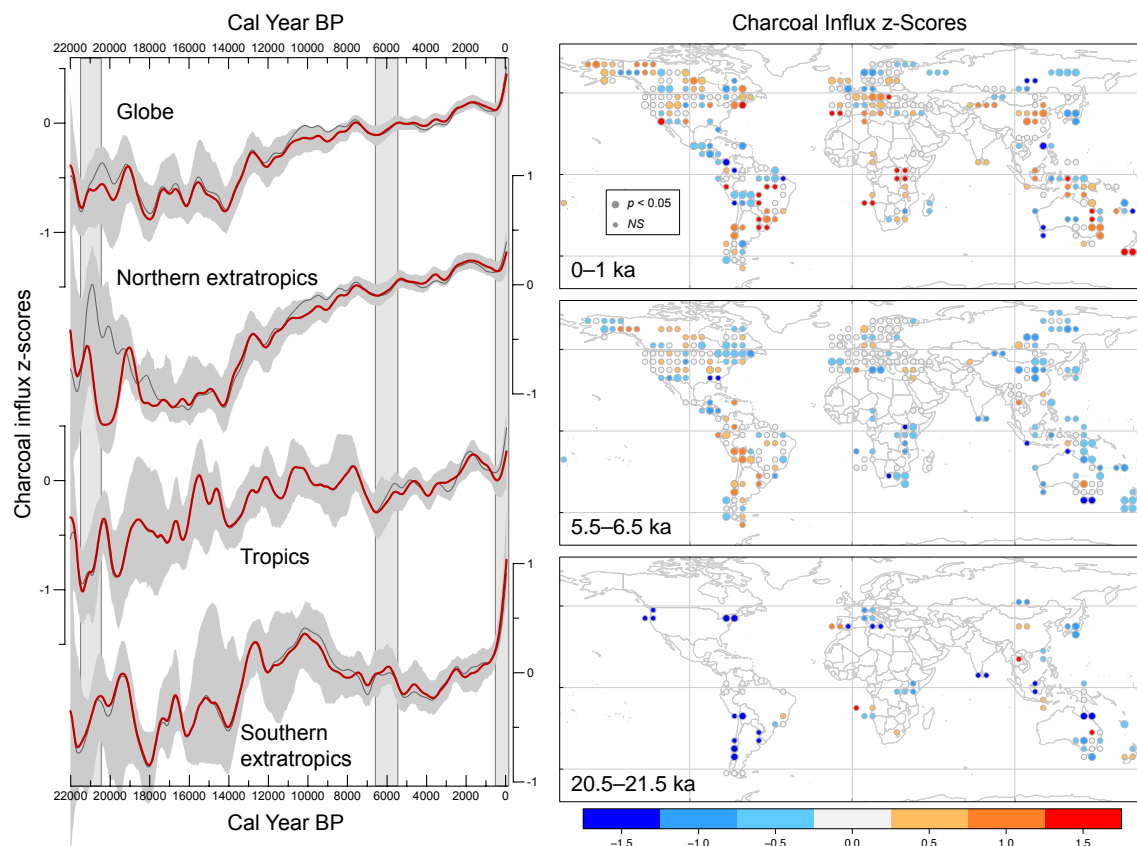 Cal Year BP
22000 20000 18000 16000 14000 12000 10000 8000 6000 4000 2000 0
Globe
0
-1
1
0
-1
Northern extratropics
Charcoal influx z-scores
0
-1
Tropics
1
0
-1
Southern extratropics
22000 20000 18000 16000 14000 12000 10000 8000 6000 4000 2000 0
Cal Year BP
Charcoal Influx z-Scores
p < 0.05
NS
0–1 ka
5.5–6.5 ka
20.5–21.5 ka
−1.5 −1.0 −0.5 0.0 0.5 1.0 1.5